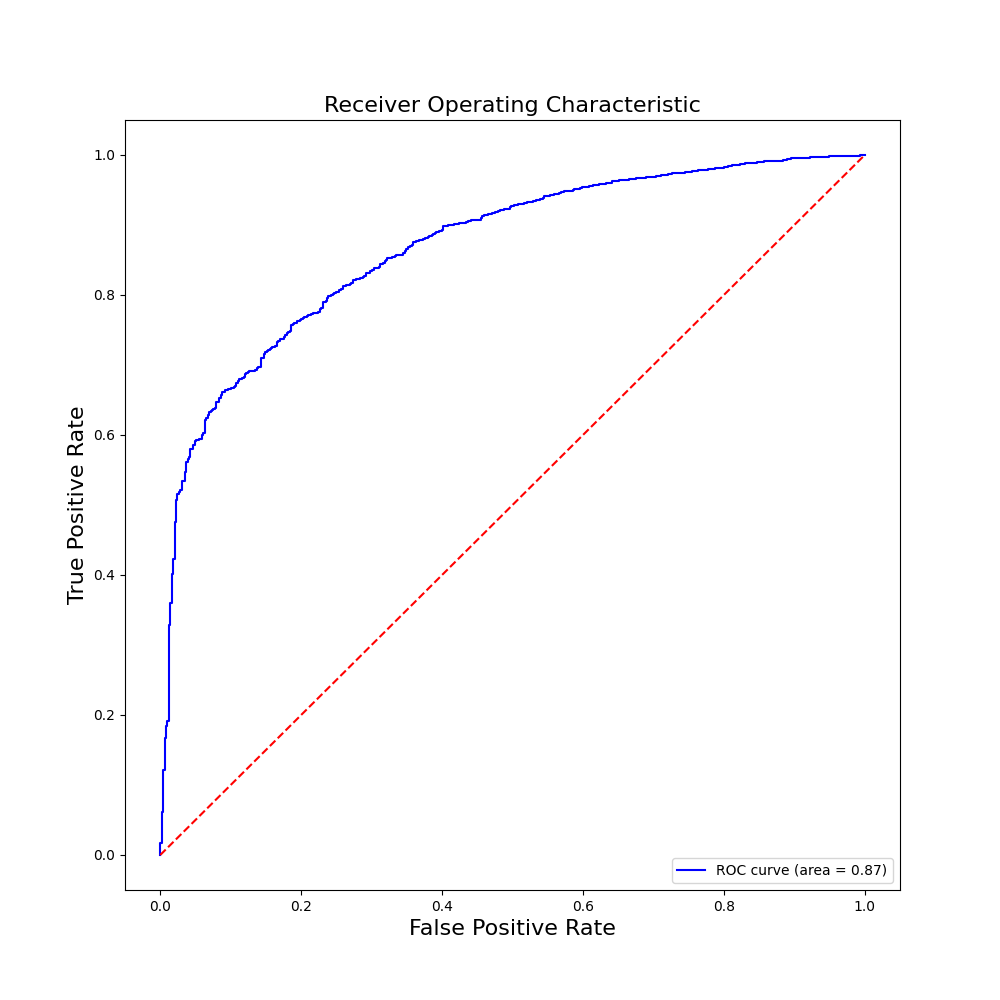 Receiver Operating Characteristic
1.0
0.8
0.6
0.4
0.2
0.0
True Positive Rate
ROC curve (area = 0.87)
0.0 0.2 0.4 0.6 0.8 1.0
False Positive Rate